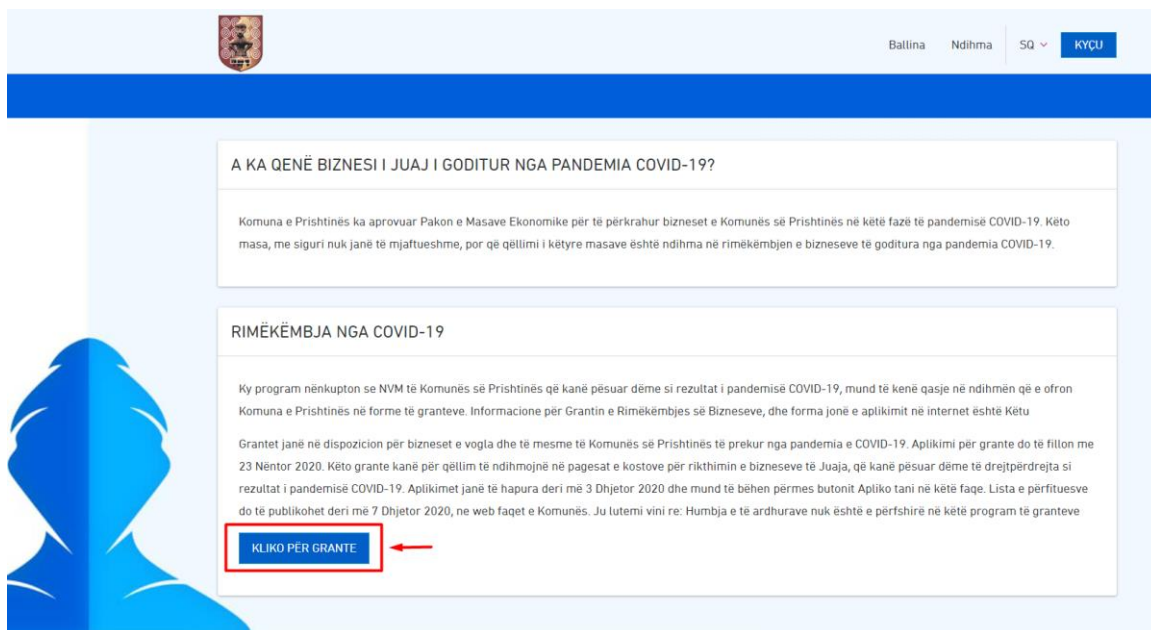 Ballina Ndihma SQ KYÇU
A KA QENË BIZNESI I JUAJ I GODITUR NGA PANDEMIA COVID-19?
Komuna e Prishtinës ka aprovuar Pakon e Masave Ekonomike për të përkrahur bizneset e Komunës së Prishtinës në këtë fazë të pandemisë COVID-19. Këto
masa, me siguri nuk janë të mjaftueshme, por që qëllimi i këtyre masave është ndihma në rimëkëmbjen e bizneseve të goditura nga pandemia COVID-19.
RIMËKËMBJA NGA COVID-19
Ky program nënkupton se NVM të Komunës së Prishtinës që kanë pësuar dëme si rezultat i pandemisë COVID-19, mund të kenë qasje në ndihmën që e ofron
Komuna e Prishtinës në forme të granteve. Informacione për Grantin e Rimëkëmbjes së Bizneseve, dhe forma jonë e aplikimit në internet është Këtu
Grantet janë në dispozicion për bizneset e vogla dhe të mesme të Komunës së Prishtinës të prekur nga pandemia e COVID-19. Aplikimi për grante do të fillon me
23 Nëntor 2020. Këto grante kanë për qëllim të ndihmojnë në pagesat e kostove për rikthimin e bizneseve të Juaja, që kanë pësuar dëme të drejtpërdrejta si
rezultat i pandemisë COVID-19. Aplikimet janë të hapura deri më 3 Dhjetor 2020 dhe mund të bëhen përmes butonit Apliko tani në këtë faqe. Lista e përfituesve
do të publikohet deri më 7 Dhjetor 2020, ne web faqet e Komunës. Ju lutemi vini re: Humbja e të ardhurave nuk është e përfshirë në këtë program të granteve
KLIKO PËR GRANTE